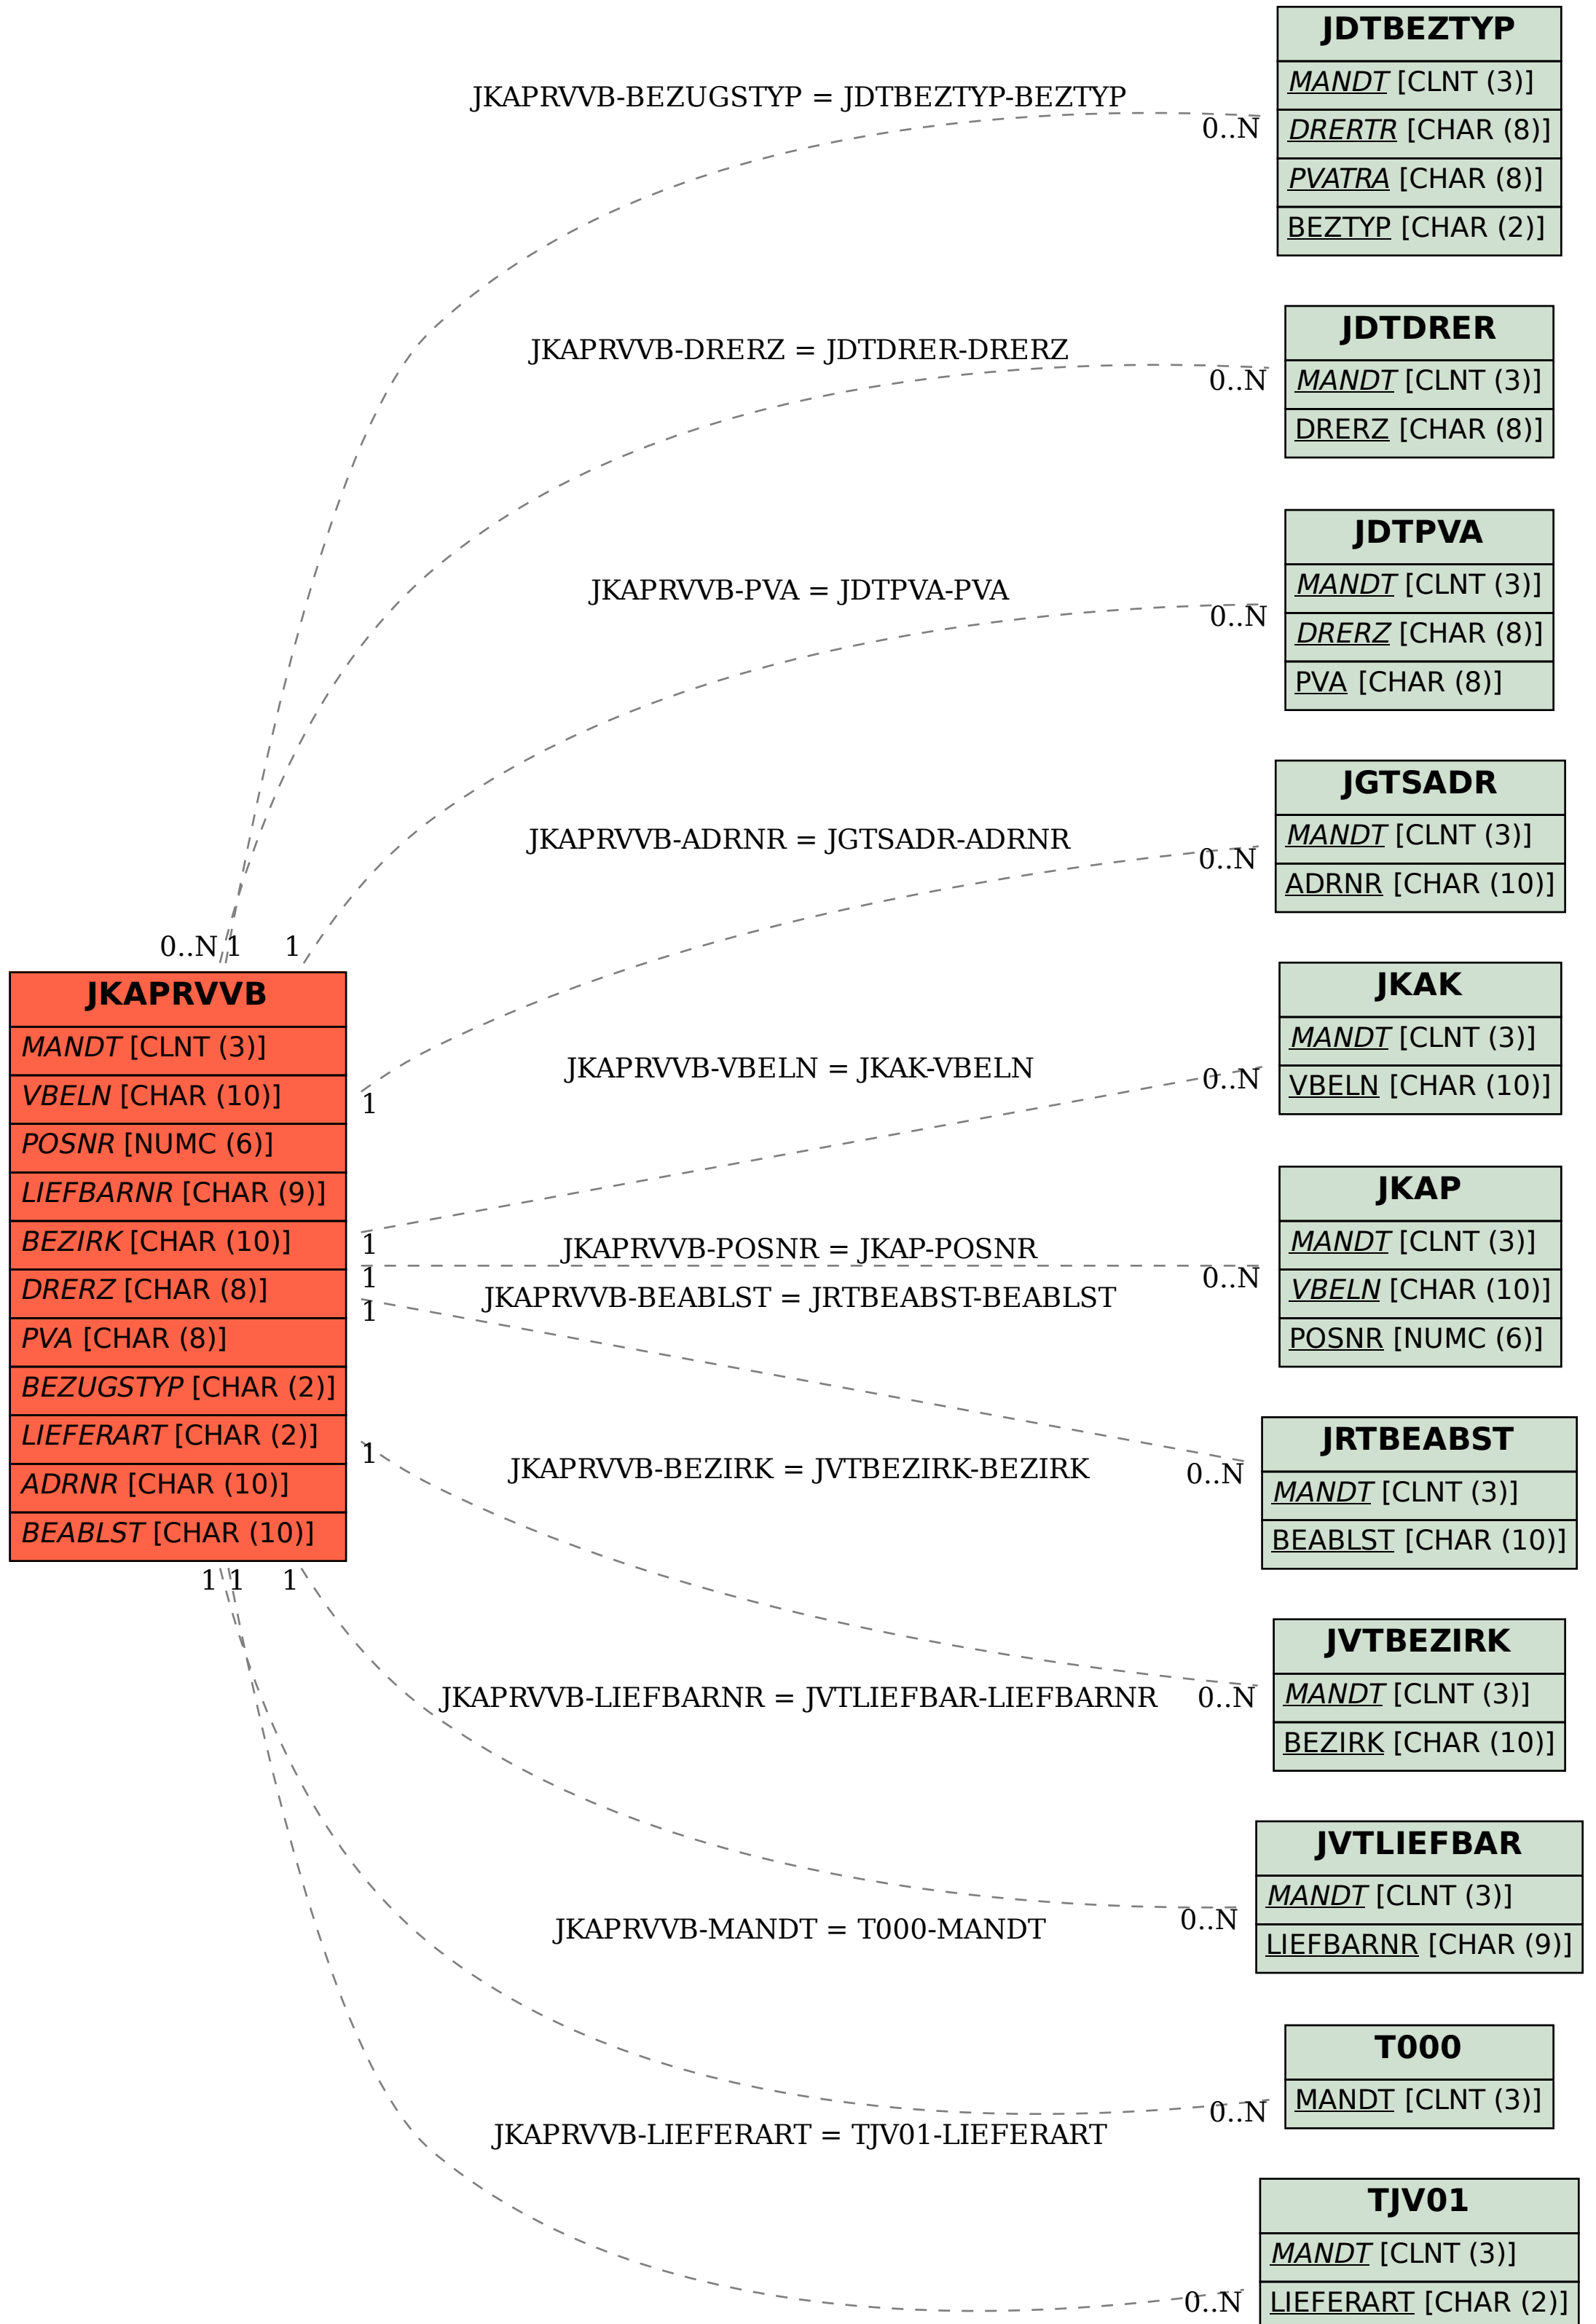 JDTBEZTYP
MANDT [CLNT (3)]
DRERTR [CHAR (8)]
PVATRA [CHAR (8)]
BEZTYP [CHAR (2)]
JKAPRVVB-BEZUGSTYP = JDTBEZTYP-BEZTYP
0..N
JDTDRER
MANDT [CLNT (3)]
DRERZ [CHAR (8)]
JKAPRVVB-DRERZ = JDTDRER-DRERZ
0..N
JDTPVA
MANDT [CLNT (3)]
DRERZ [CHAR (8)]
PVA [CHAR (8)]
JKAPRVVB-PVA = JDTPVA-PVA
0..N
JGTSADR
MANDT [CLNT (3)]
ADRNR [CHAR (10)]
JKAPRVVB-ADRNR = JGTSADR-ADRNR
0..N
0..N 1 1
JKAPRVVB
MANDT [CLNT (3)]
VBELN [CHAR (10)]
POSNR [NUMC (6)]
LIEFBARNR [CHAR (9)]
BEZIRK [CHAR (10)]
DRERZ [CHAR (8)]
PVA [CHAR (8)]
BEZUGSTYP [CHAR (2)]
LIEFERART [CHAR (2)]
ADRNR [CHAR (10)]
BEABLST [CHAR (10)]
1
1
1
1
1
1 1 1
JKAK
MANDT [CLNT (3)]
VBELN [CHAR (10)]
JKAPRVVB-VBELN = JKAK-VBELN
0..N
JKAP
MANDT [CLNT (3)]
VBELN [CHAR (10)]
POSNR [NUMC (6)]
JKAPRVVB-POSNR = JKAP-POSNR
0..N
JKAPRVVB-BEABLST = JRTBEABST-BEABLST
JRTBEABST
MANDT [CLNT (3)]
BEABLST [CHAR (10)]
0..N
JKAPRVVB-BEZIRK = JVTBEZIRK-BEZIRK
JVTBEZIRK
MANDT [CLNT (3)]
BEZIRK [CHAR (10)]
0..N
JKAPRVVB-LIEFBARNR = JVTLIEFBAR-LIEFBARNR
JVTLIEFBAR
MANDT [CLNT (3)]
LIEFBARNR [CHAR (9)]
0..N
JKAPRVVB-MANDT = T000-MANDT
T000
MANDT [CLNT (3)]
0..N
JKAPRVVB-LIEFERART = TJV01-LIEFERART
TJV01
MANDT [CLNT (3)]
LIEFERART [CHAR (2)]
0..N